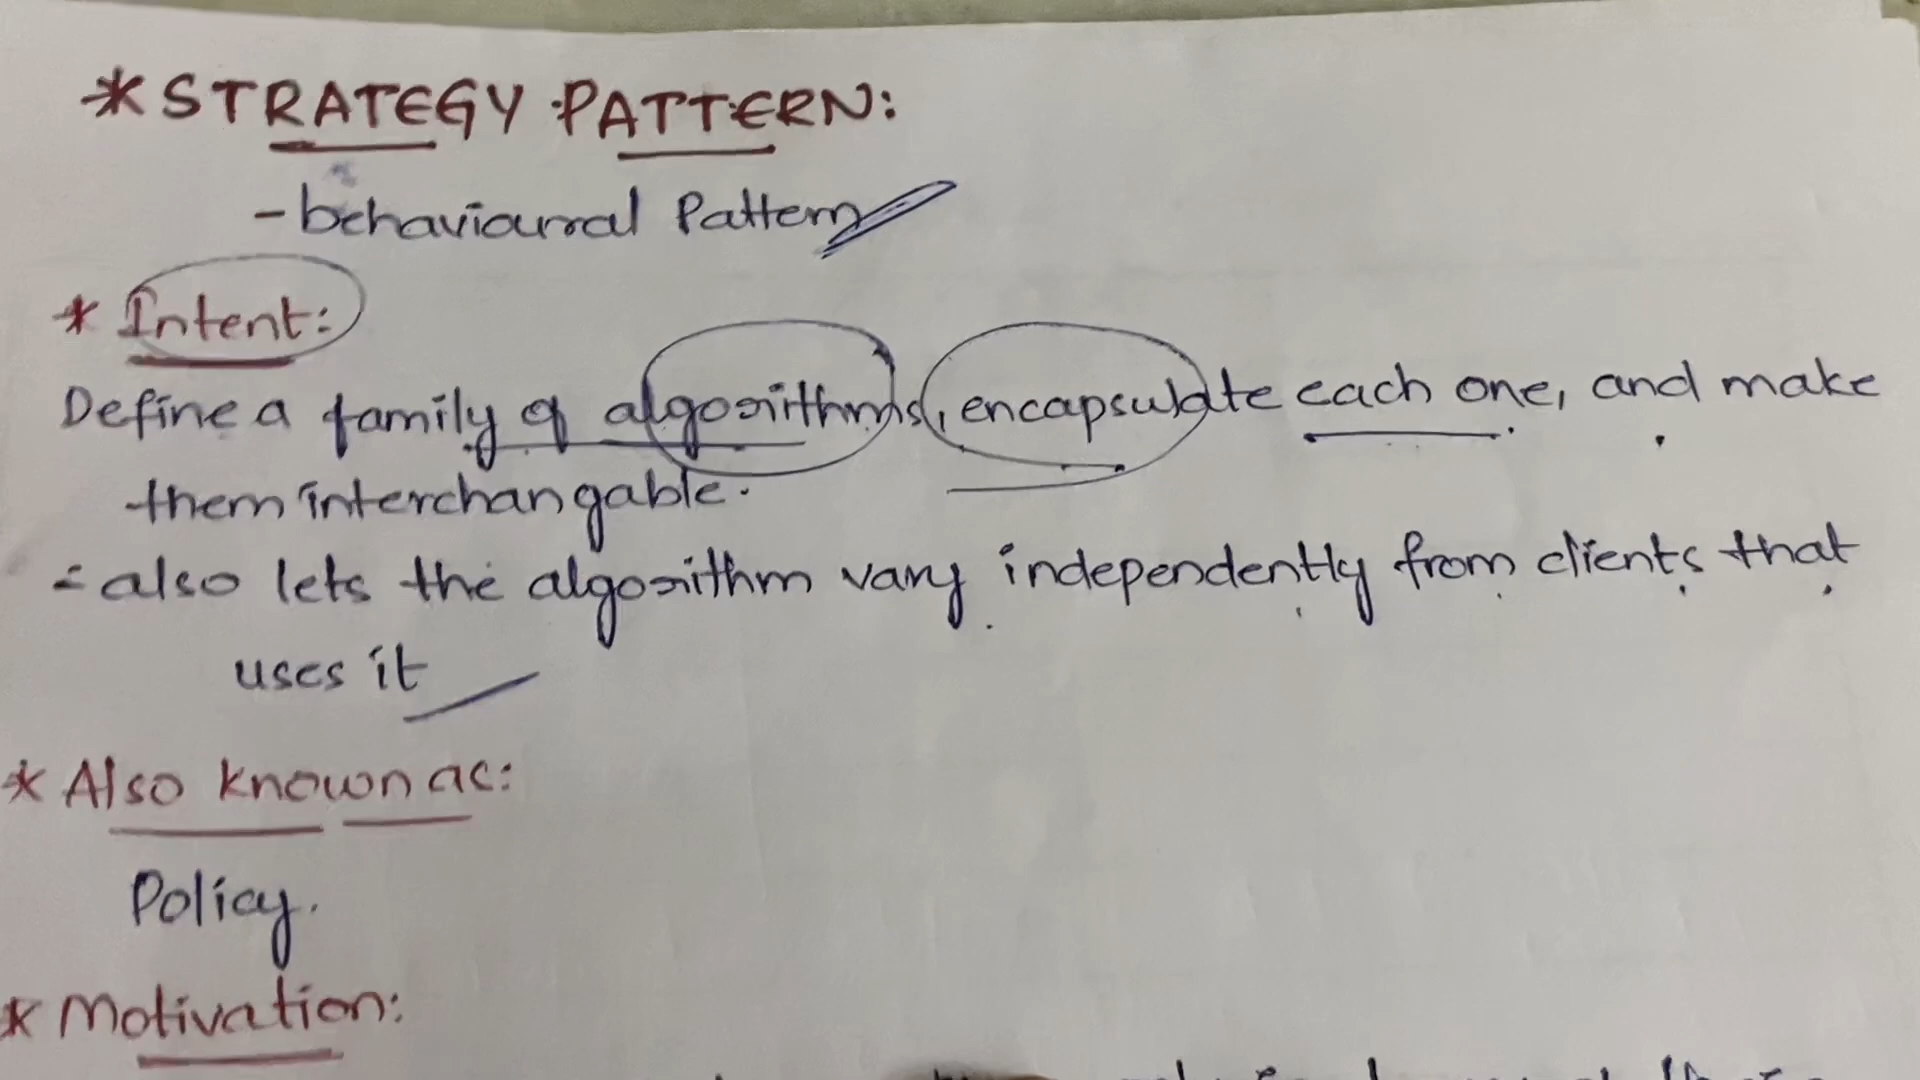 * STRATEGY PATTERN:
- behavioural Pattern
* Intent:
Define a family of algorithms, encapsulate each one, and make
them interchangable.
- also lets the algorithm vary independently from clients that
uses it
* Also known as:
Policy.
* Motivation: